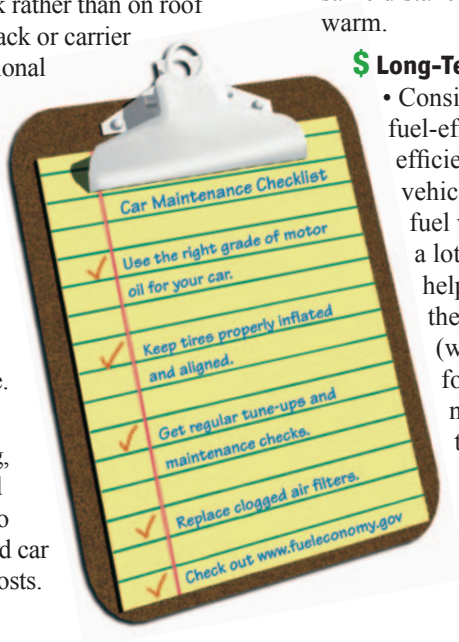 k rather than on roof
ack or carrier
ional
warm.
$ Long-Te
• Consi
fuel-ef
efficie
vehic
fuel
a lot
help
the
(w
fo
n
t
e.
g,
l
o
d car
osts.
Car Maintenance Checklist
Use the right grade of motor
oil for your car.
Keep tires properly inflated
and aligned.
Get regular tune-ups and
maintenance checks.
Replace clogged air filters.
Check out www.fueleconomy.gov